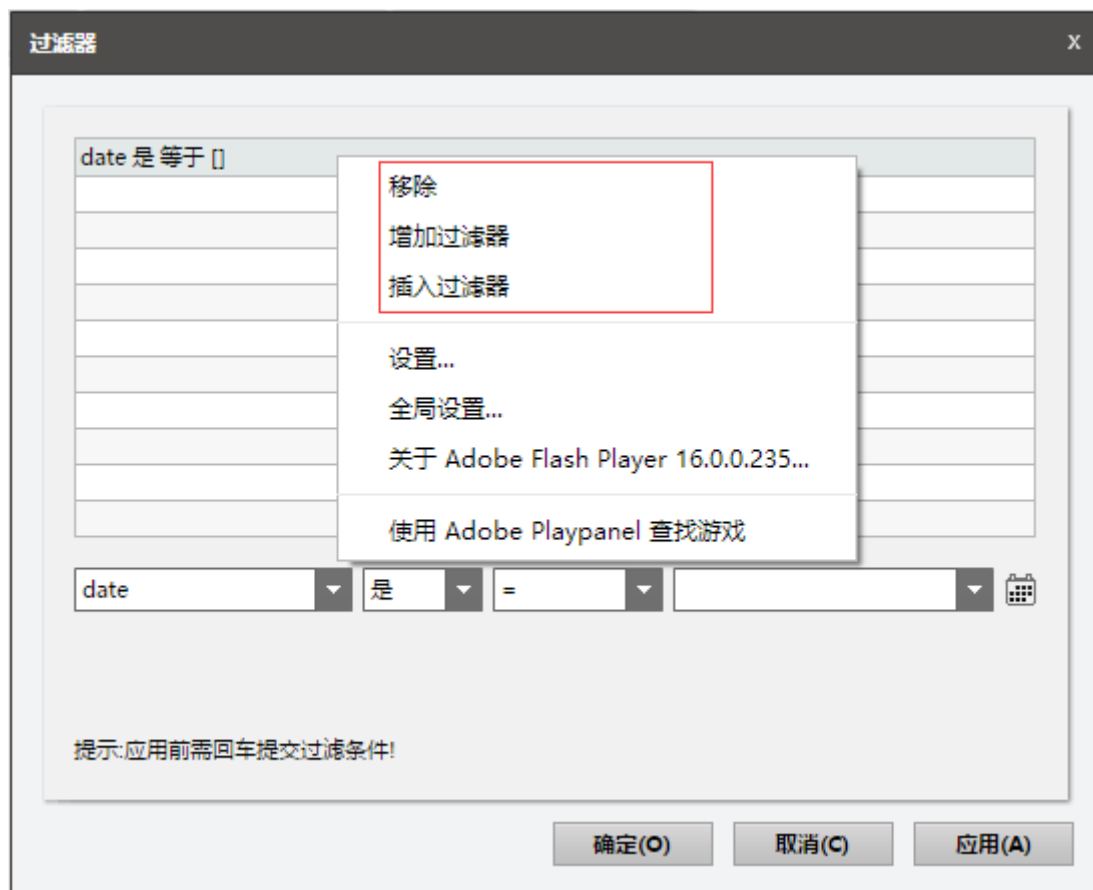 过滤器 X
date 是 等于 []
移除
增加过滤器
插入过滤器
设置...
全局设置...
关于 Adobe Flash Player 16.0.0.235...
使用 Adobe Playpanel 查找游戏
date 是 =
提示:应用前需回车提交过滤条件!
确定(O) 取消(C) 应用(A)